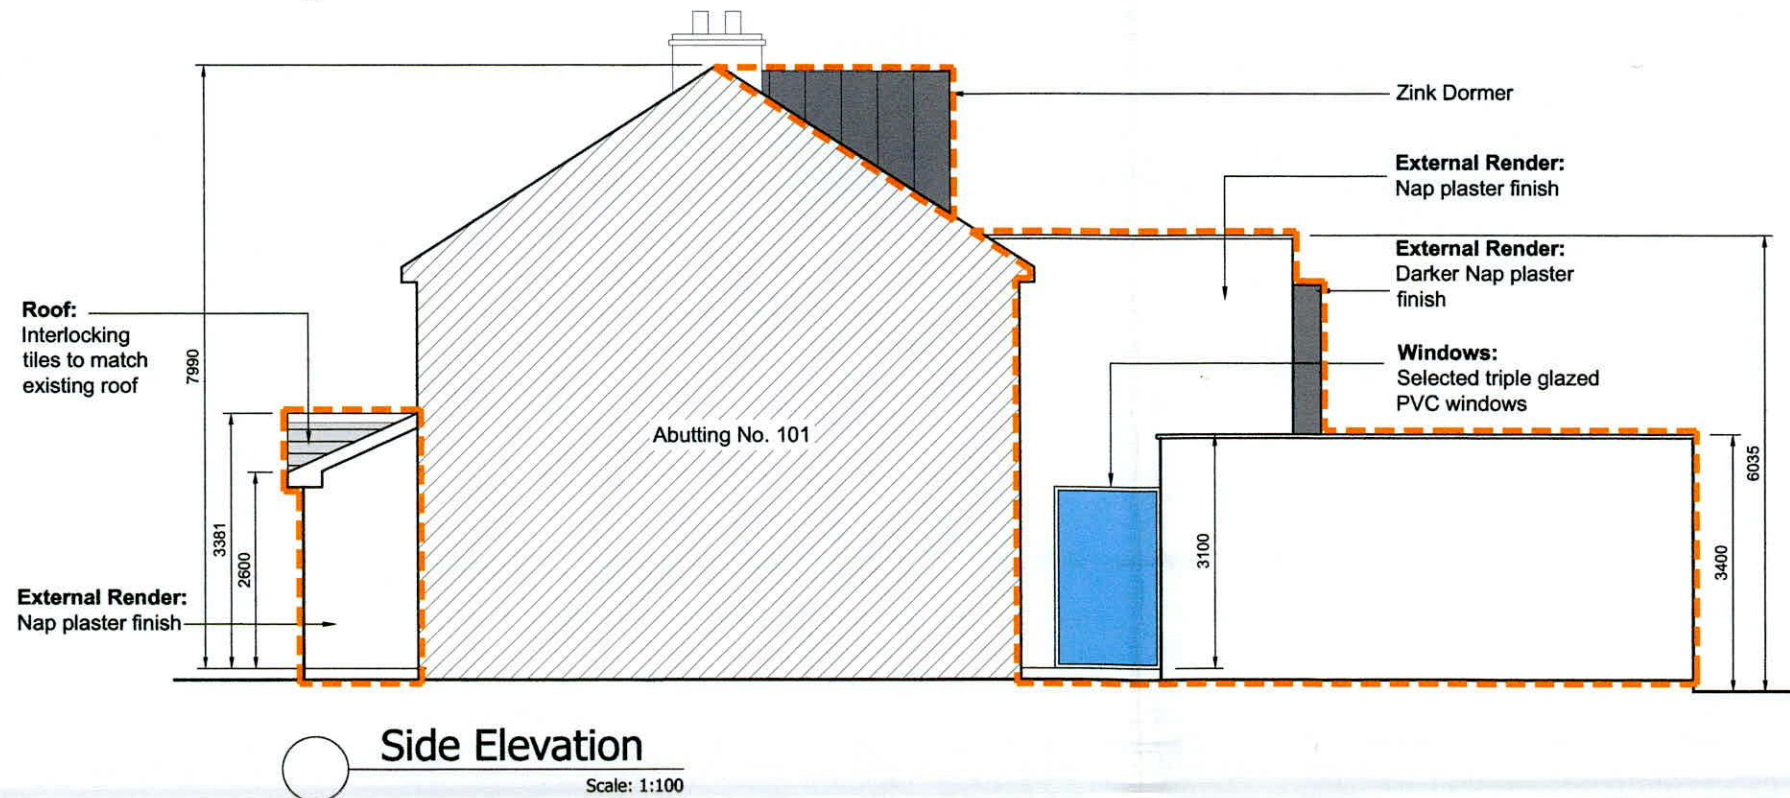 Zink Dormer
External Render:
Nap plaster finish
External Render:
Darker Nap plaster
finish
Windows:
Selected triple glazed
PVC windows
Roof:
Interlocking
tiles to match
existing roof
External Render:
Nap plaster finish
Abutting No. 101
7990
3381
2600
3100
3400
6035
Side Elevation
Scale: 1:100